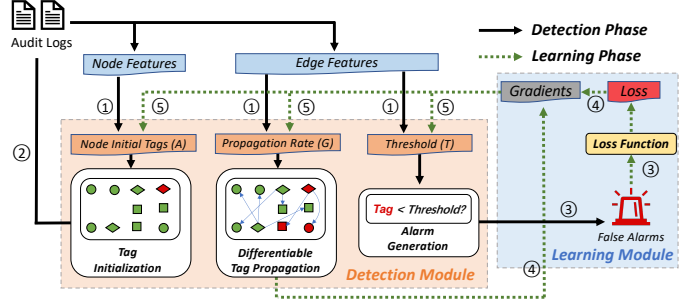 Audit Logs
Detection Phase
Learning Phase
Node Features
Edge Features
Gradients
Loss
④
①
⑤
①
⑤
①
⑤
②
Node Initial Tags (A)
Propagation Rate (G)
Threshold (T)
Loss Function
③
Tag < Threshold?
③
Alarm
Generation
False Alarms
Tag
Initialization
Differentiable
Tag Propagation
Detection Module
④
Learning Module